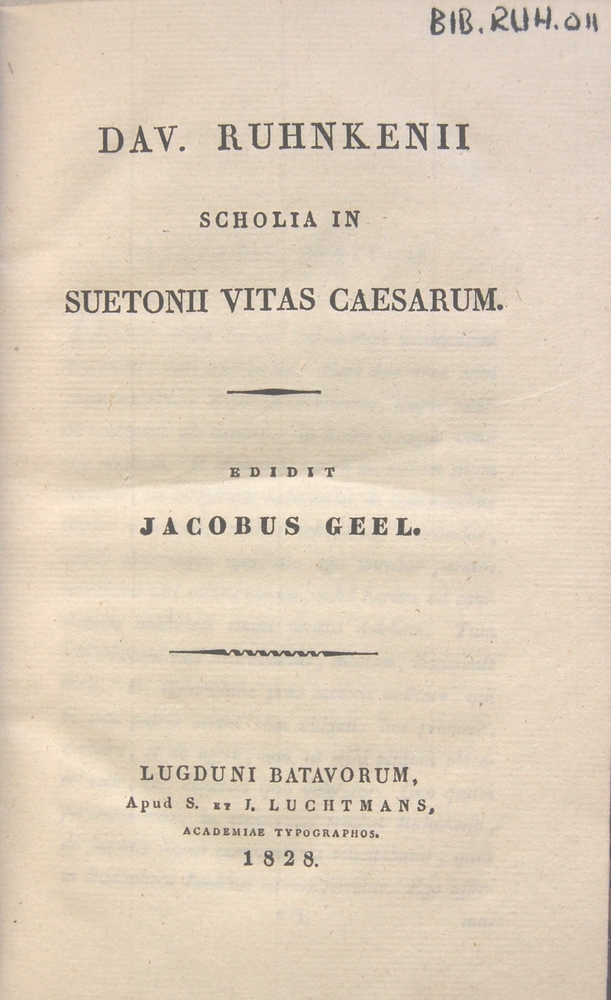 BIB.RUH.011
DAV. RUHNKENII
SCHOLIA IN
SUETONII VITAS CAESARUM.
EDIDIT
JACOBUS GEEL.
LUGDUNI BATAVORUM,
Apud S. ET J. LUCHTMANS,
ACADEMIAE TYPOGRAPHOS.
1828.